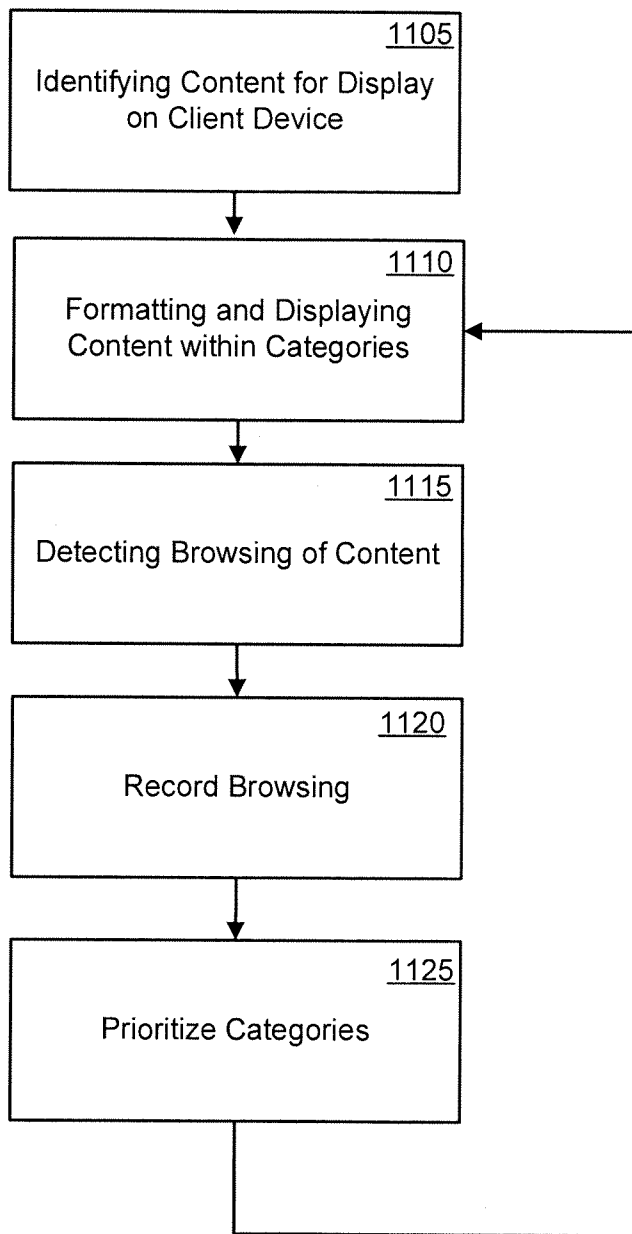 1105
Identifying Content for Display
on Client Device
1110
Formatting and Displaying
Content within Categories
1115
Detecting Browsing of Content
1120
Record Browsing
1125
Prioritize Categories